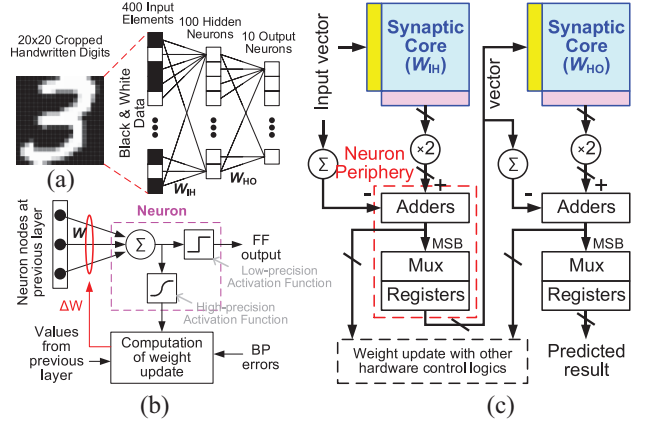 400 Input
Elements
100 Hidden
Neurons
10 Output
Neurons
20x20 Cropped
Handwritten Digits
Black & White
Data
W_IH
W_HO
(a)
Neuron nodes at
previous layer
W
Neuron
Σ
FF
output
Low-precision
Activation Function
High-precision
Activation Function
ΔW
Values from
previous
layer
Computation
of weight
update
BP
errors
(b)
Input vector
Synaptic
Core
(W_IH)
×2
Σ
Neuron
Periphery
+
-
Adders
MSB
Mux
Registers
vector
Synaptic
Core
(W_HO)
×2
Σ
+
-
Adders
MSB
Mux
Registers
Weight update with other
hardware control logics
Predicted
result
(c)